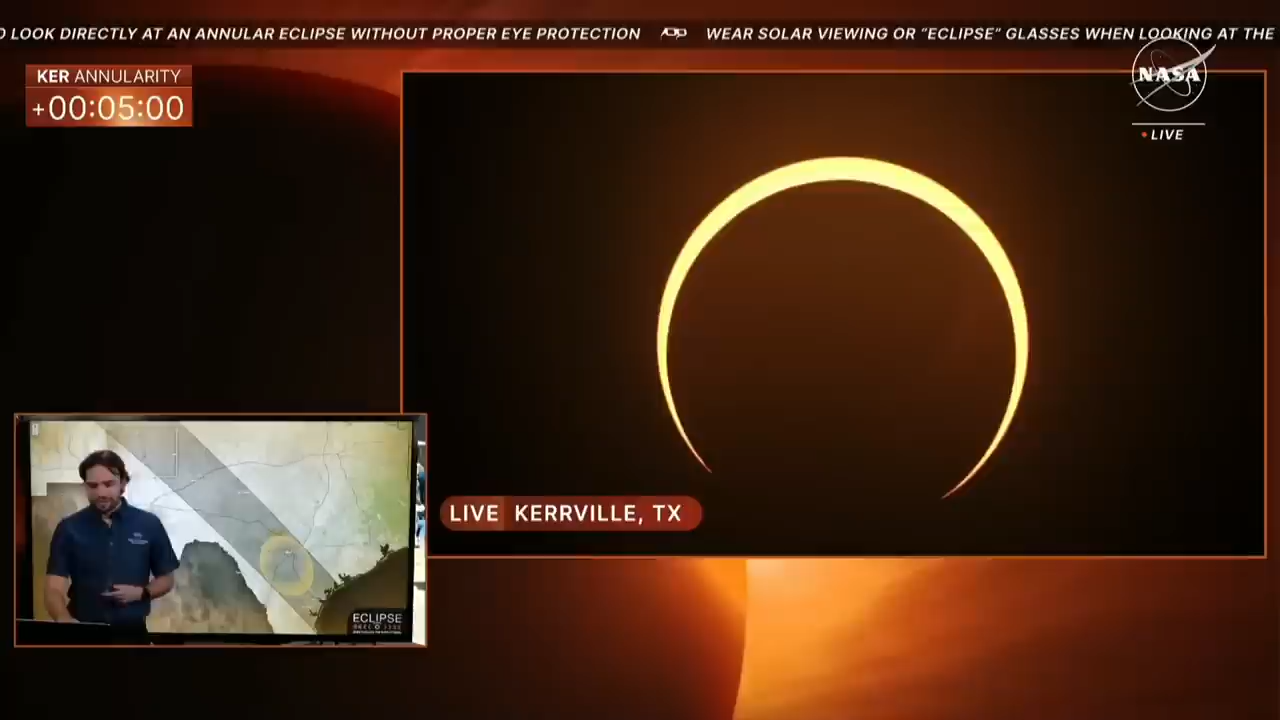 O LOOK DIRECTLY AT AN ANNULAR ECLIPSE WITHOUT PROPER EYE PROTECTION WEAR SOLAR VIEWING OR "ECLIPSE" GLASSES WHEN LOOKING AT THE
KER ANNULARITY
+00:05:00
NASA
LIVE
LIVE KERRVILLE, TX
ECLIPSE